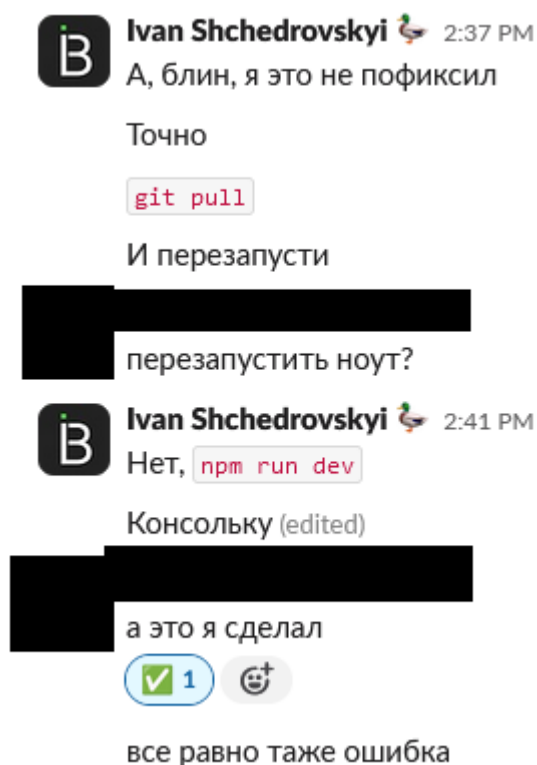 Ivan Shchedrovskyi 🦆 2:37 PM
А, блин, я это не пофиксил
Точно
git pull
И перезапусти
перезапустить ноут?
Ivan Shchedrovskyi 🦆 2:41 PM
Нет, npm run dev
Консольку (edited)
а это я сделал
✅ 1
все равно таже ошибка